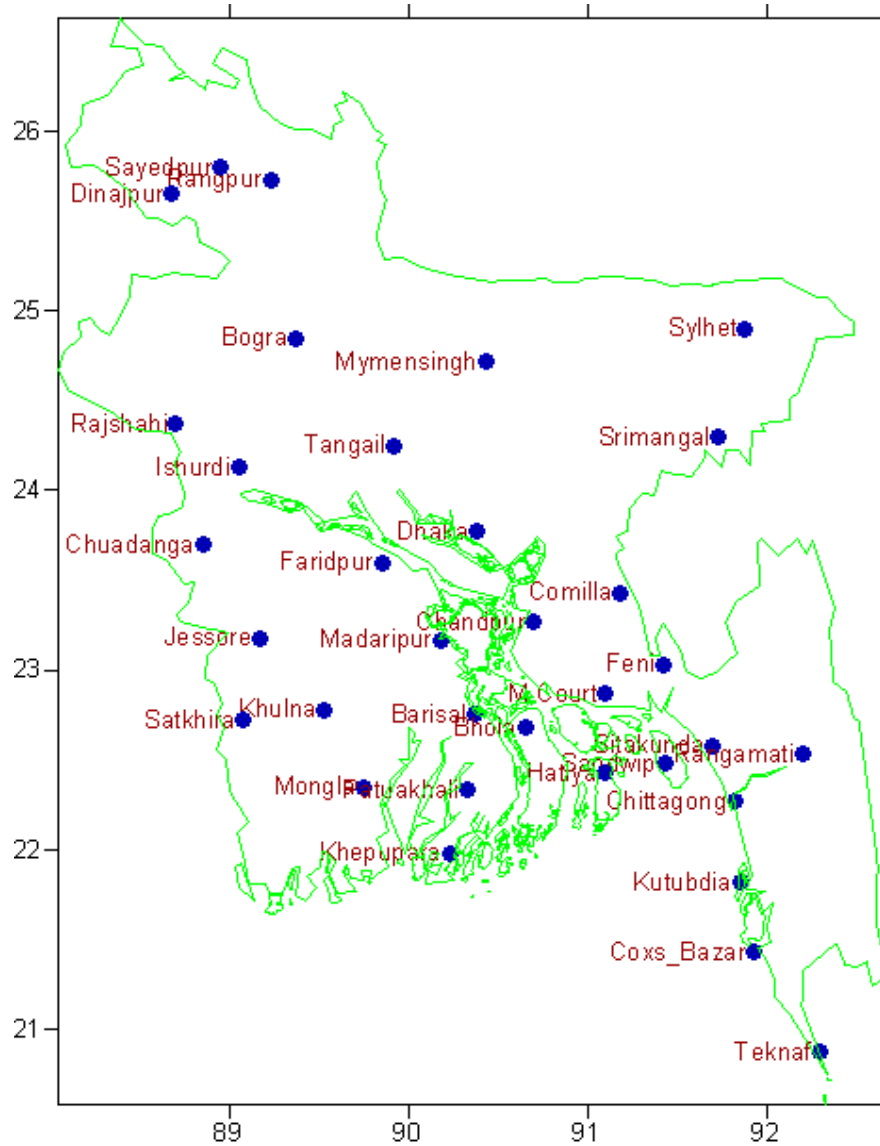 26
Sayedpur
Rangpur
Dinajpur
25
Sylhet
Bogra
Mymensingh
Rajshahi
Srimangal
Tangail
Ishurdi
24
Dhaka
Chuadanga
Faridpur
Comilla
Chandpur
Jessore
Madaripur
23
Feni
M.Court
Khulna
Satkhira
Barisal
Bhola
Sitakunda
Rangamati
Sandwip
Hatiya
Mongla
Patuakhali
Chittagong
22
Khepupara
Kutubdia
Coxs_Bazar
21
Teknaf
89 90 91 92